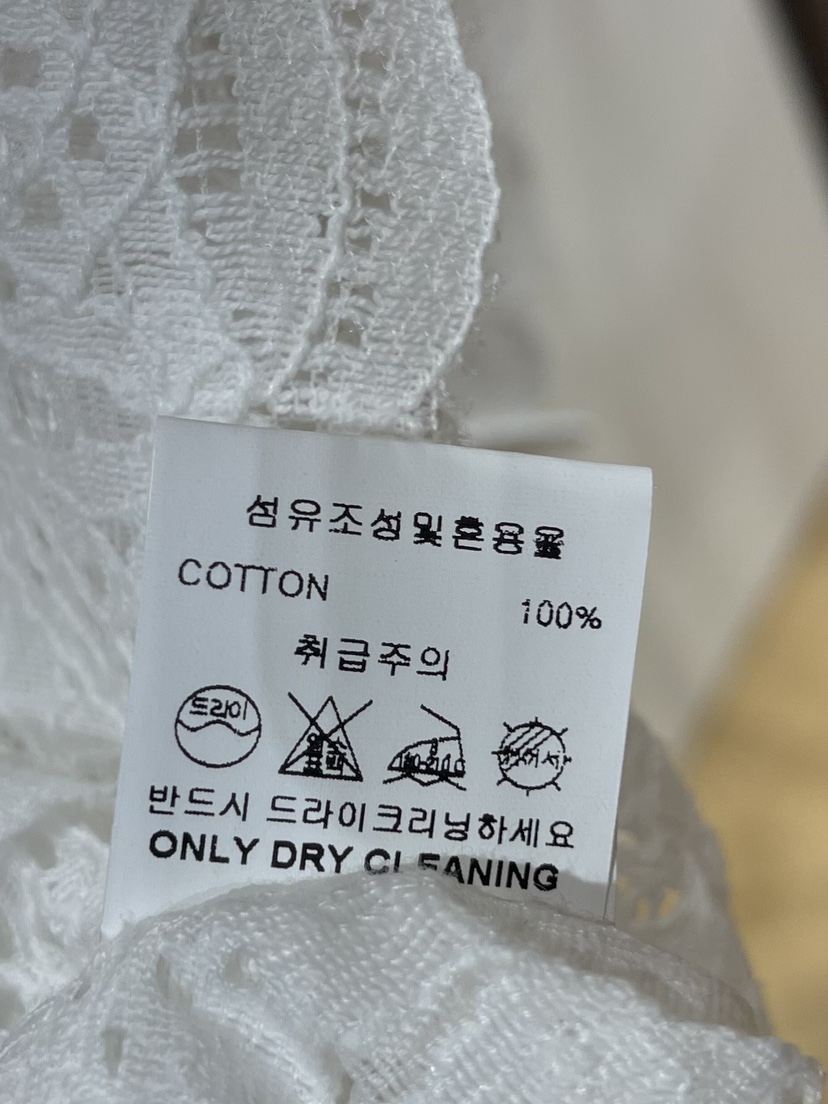 섬유조성및혼용율
COTTON 100%
취급주의
드라이
반드시 드라이크리닝하세요
ONLY DRY CLEANING